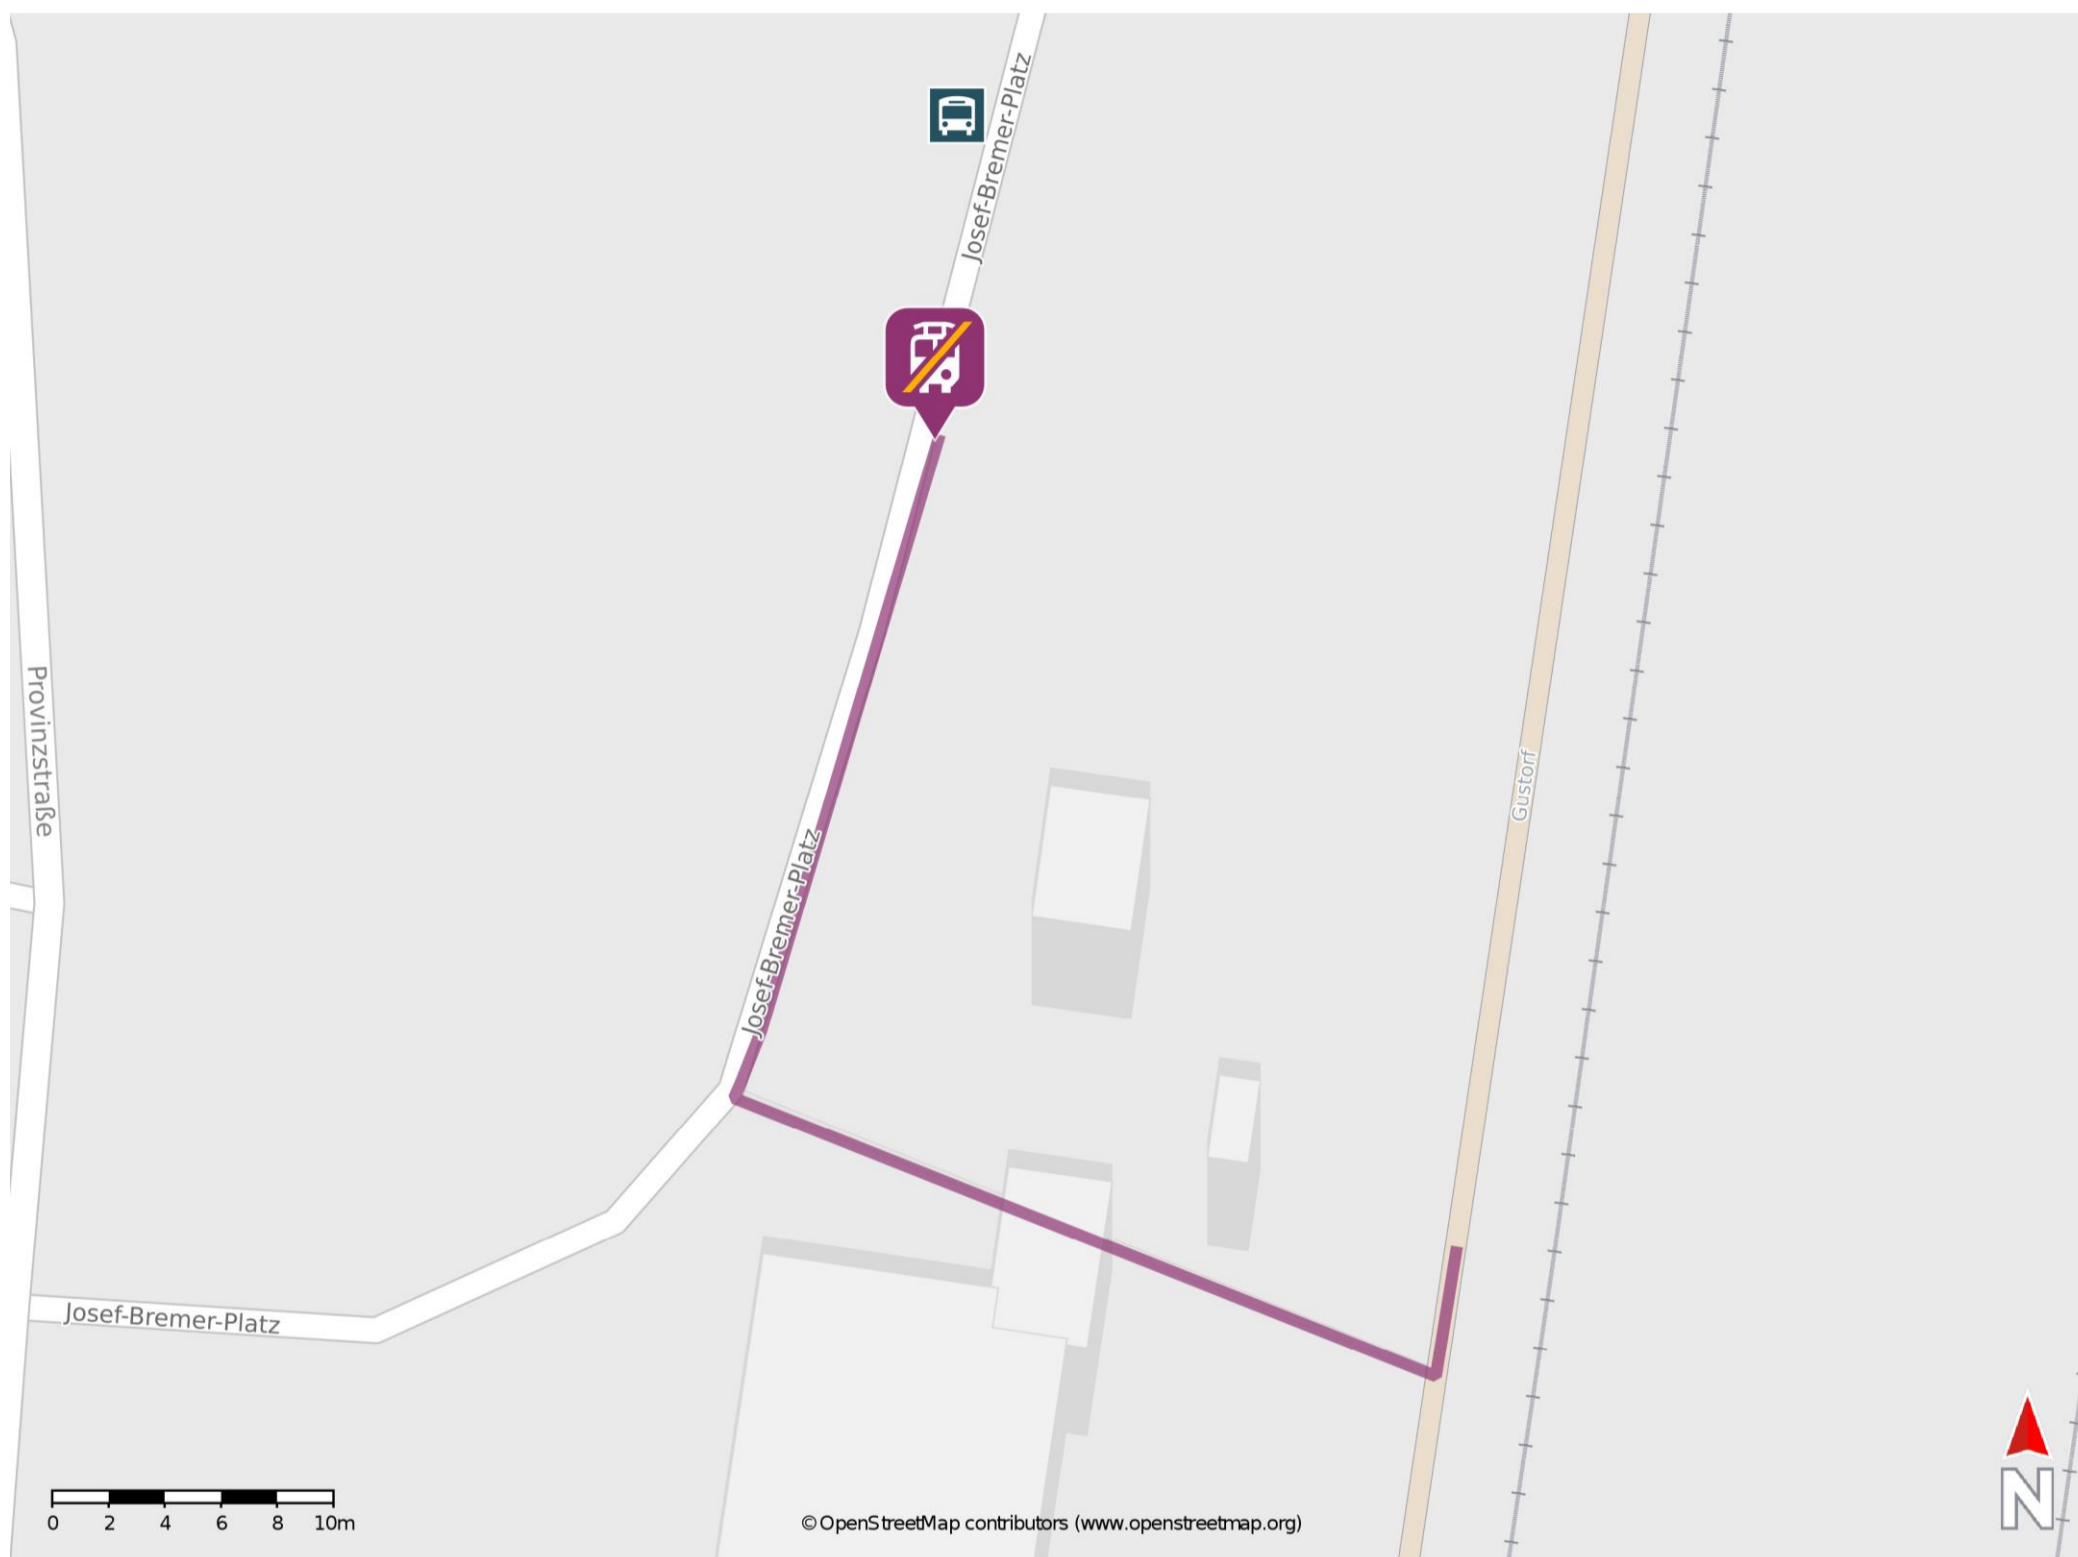 Josef-Bremer-Platz
Provinzstraße
Gustorf
Josef-Bremer-Platz
Josef-Bremer-Platz
0 2 4 6 8 10m
© OpenStreetMap contributors (www.openstreetmap.org)
N